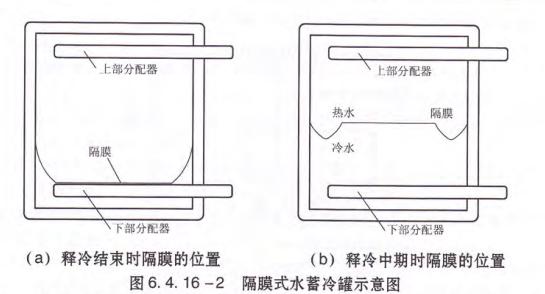 上部分配器
隔膜
下部分配器
(a) 释冷结束时隔膜的位置
上部分配器
热水
隔膜
冷水
下部分配器
(b) 释冷中期时隔膜的位置
图6.4.16-2 隔膜式水蓄冷罐示意图